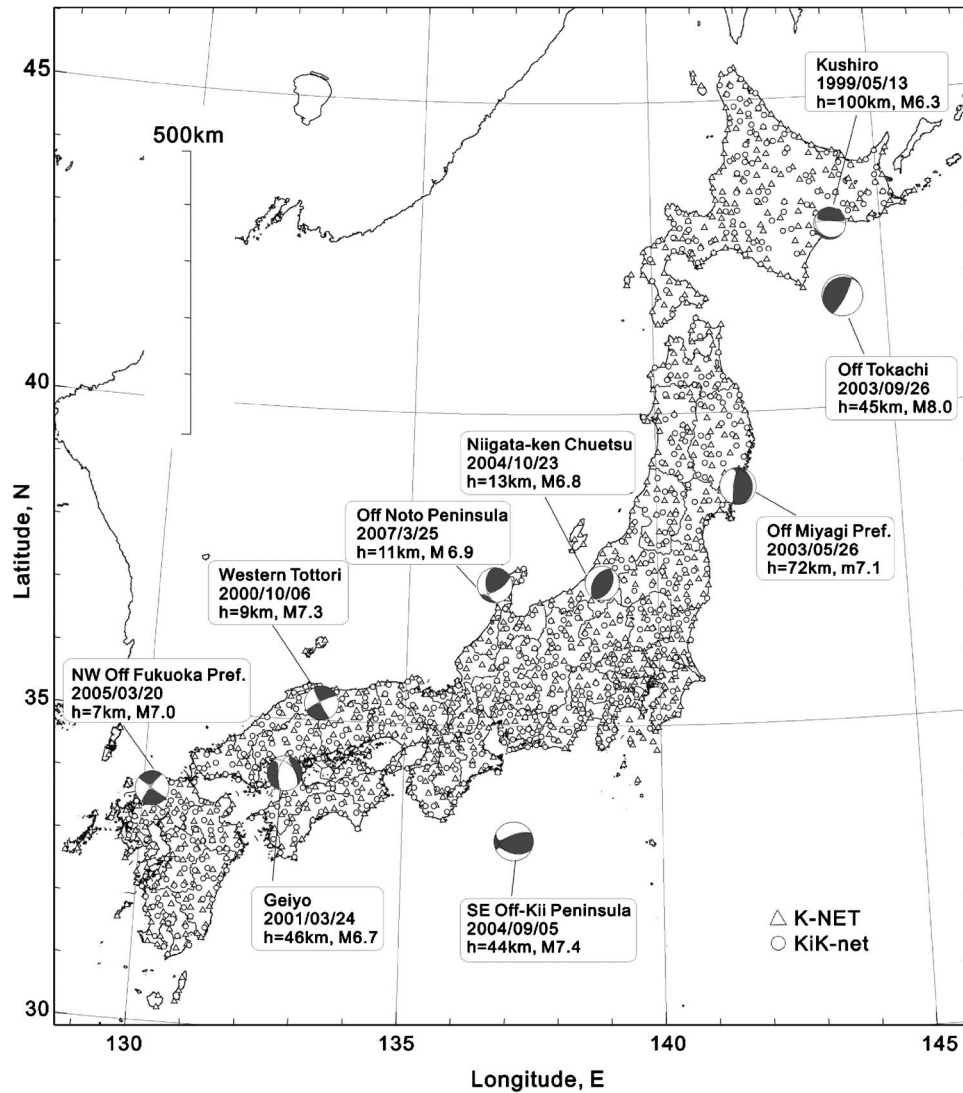 45
500km
Kushiro
1999/05/13
h=100km, M6.3
40
Off Tokachi
2003/09/26
h=45km, M8.0
Niigata-ken Chuetsu
2004/10/23
h=13km, M6.8
Off Noto Peninsula
2007/3/25
h=11km, M 6.9
Off Miyagi Pref.
2003/05/26
h=72km, m7.1
Western Tottori
2000/10/06
h=9km, M7.3
NW Off Fukuoka Pref.
2005/03/20
h=7km, M7.0
35
Geiyo
2001/03/24
h=46km, M6.7
SE Off-Kii Peninsula
2004/09/05
h=44km, M7.4
K-NET
KiK-net
30
Latitude, N
130
135
140
145
Longitude, E